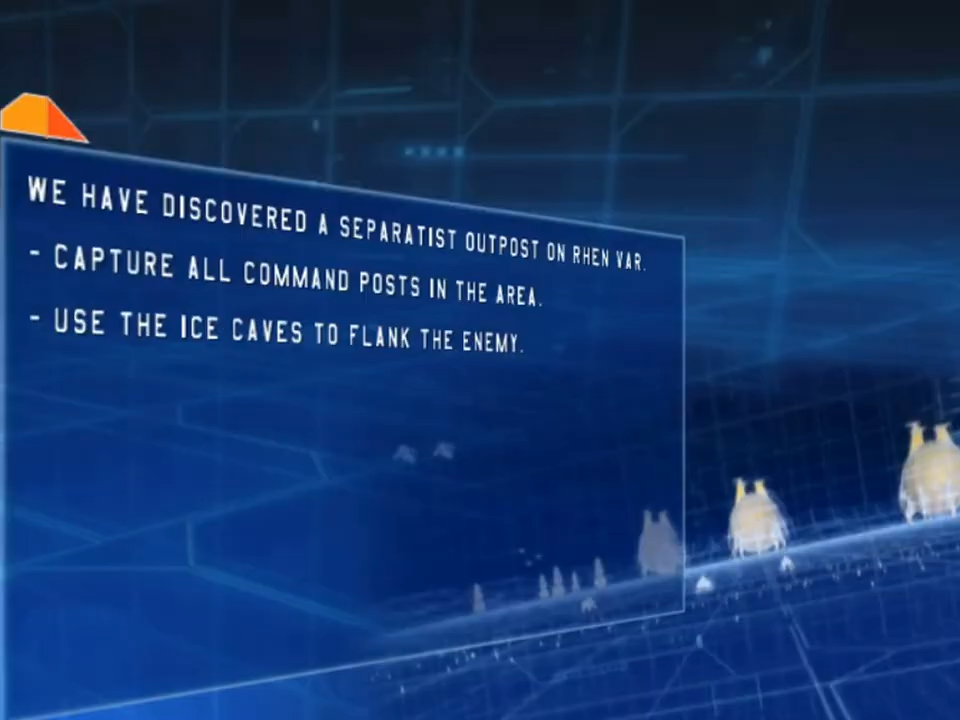 WE HAVE DISCOVERED A SEPARATIST OUTPOST ON RHEN VAR.
- CAPTURE ALL COMMAND POSTS IN THE AREA.
- USE THE ICE CAVES TO FLANK THE ENEMY.